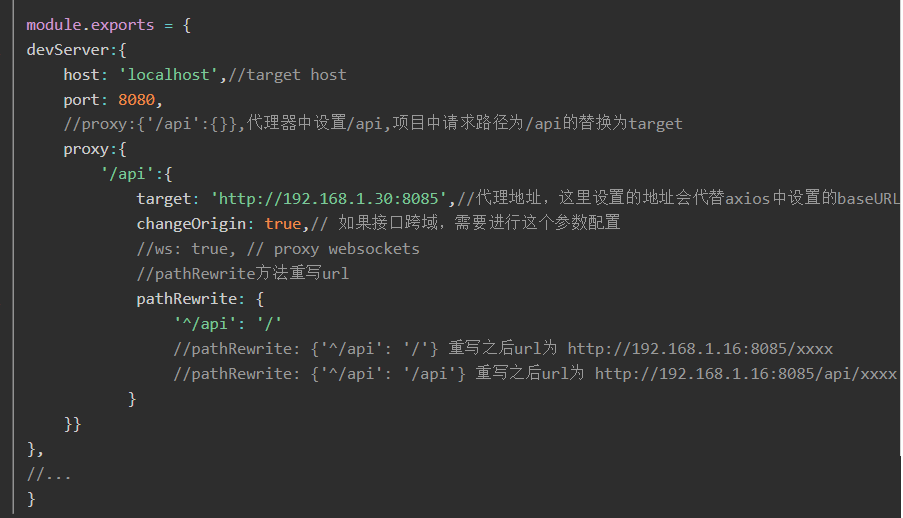 module.exports = {
devServer:{
    host: 'localhost',//target host
    port: 8080,
    //proxy:{'/api':{}},代理器中设置/api,项目中请求路径为/api的替换为target
    proxy:{
        '/api':{
            target: 'http://192.168.1.30:8085',//代理地址，这里设置的地址会代替axios中设置的baseURL
            changeOrigin: true,// 如果接口跨域，需要进行这个参数配置
            //ws: true, // proxy websockets
            //pathRewrite方法重写url
            pathRewrite: {
                '^/api': '/'
                //pathRewrite: {'^/api': '/'} 重写之后url为 http://192.168.1.16:8085/xxxx
                //pathRewrite: {'^/api': '/api'} 重写之后url为 http://192.168.1.16:8085/api/xxxx
           }
    }}
},
//...
}